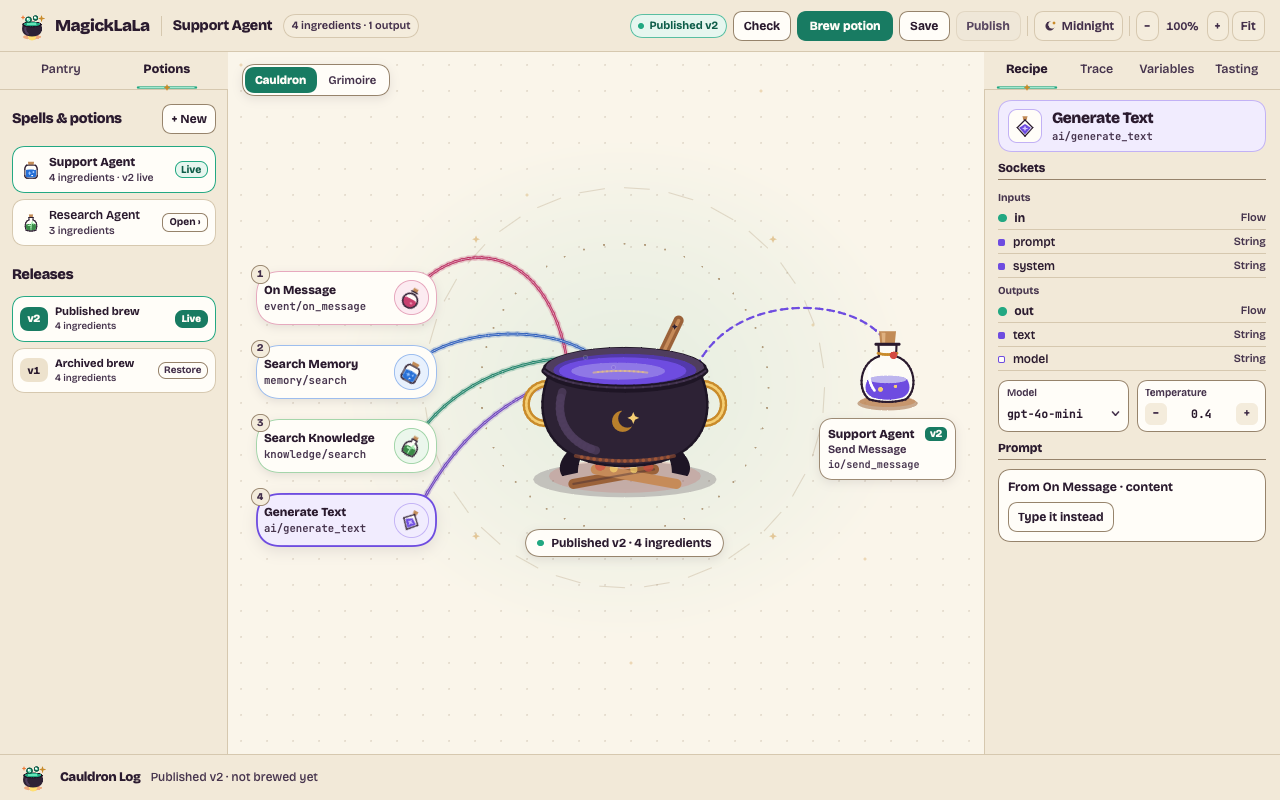 MagickLaLa
Support Agent
4 ingredients · 1 output
Published v2
Check
Brew potion
Save
Publish
Midnight
−
100%
+
Fit
Pantry
Potions
Spells & potions
+ New
Support Agent
4 ingredients · v2 live
Live
Research Agent
3 ingredients
Open ›
Releases
v2
Published brew
4 ingredients
Live
v1
Archived brew
4 ingredients
Restore
Cauldron
Grimoire
1
On Message
event/on_message
2
Search Memory
memory/search
3
Search Knowledge
knowledge/search
4
Generate Text
ai/generate_text
Published v2 · 4 ingredients
Support Agent
v2
Send Message
io/send_message
Recipe
Trace
Variables
Tasting
Generate Text
ai/generate_text
Sockets
Inputs
in
Flow
prompt
String
system
String
Outputs
out
Flow
text
String
model
String
Model
gpt-4o-mini
Temperature
−
0.4
+
Prompt
From On Message · content
Type it instead
Cauldron Log
Published v2 · not brewed yet